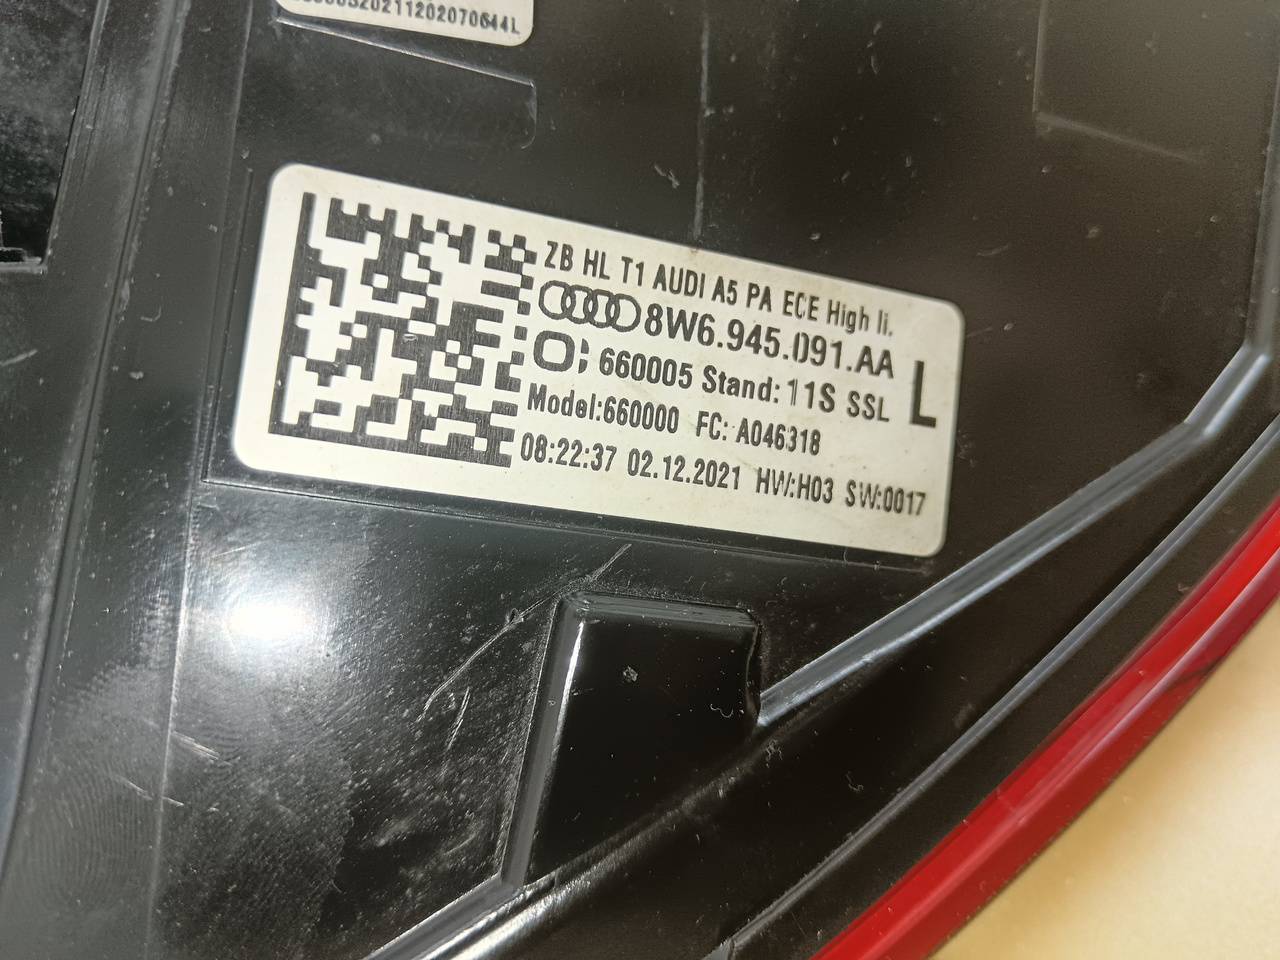 ZB HL T1 AUDI A5 PA ECE High li.
8W6.945.091.AA
660005 Stand: 11S SSL L
Model:660000 FC: A046318
08:22:37 02.12.2021 HW:H03 SW:0017